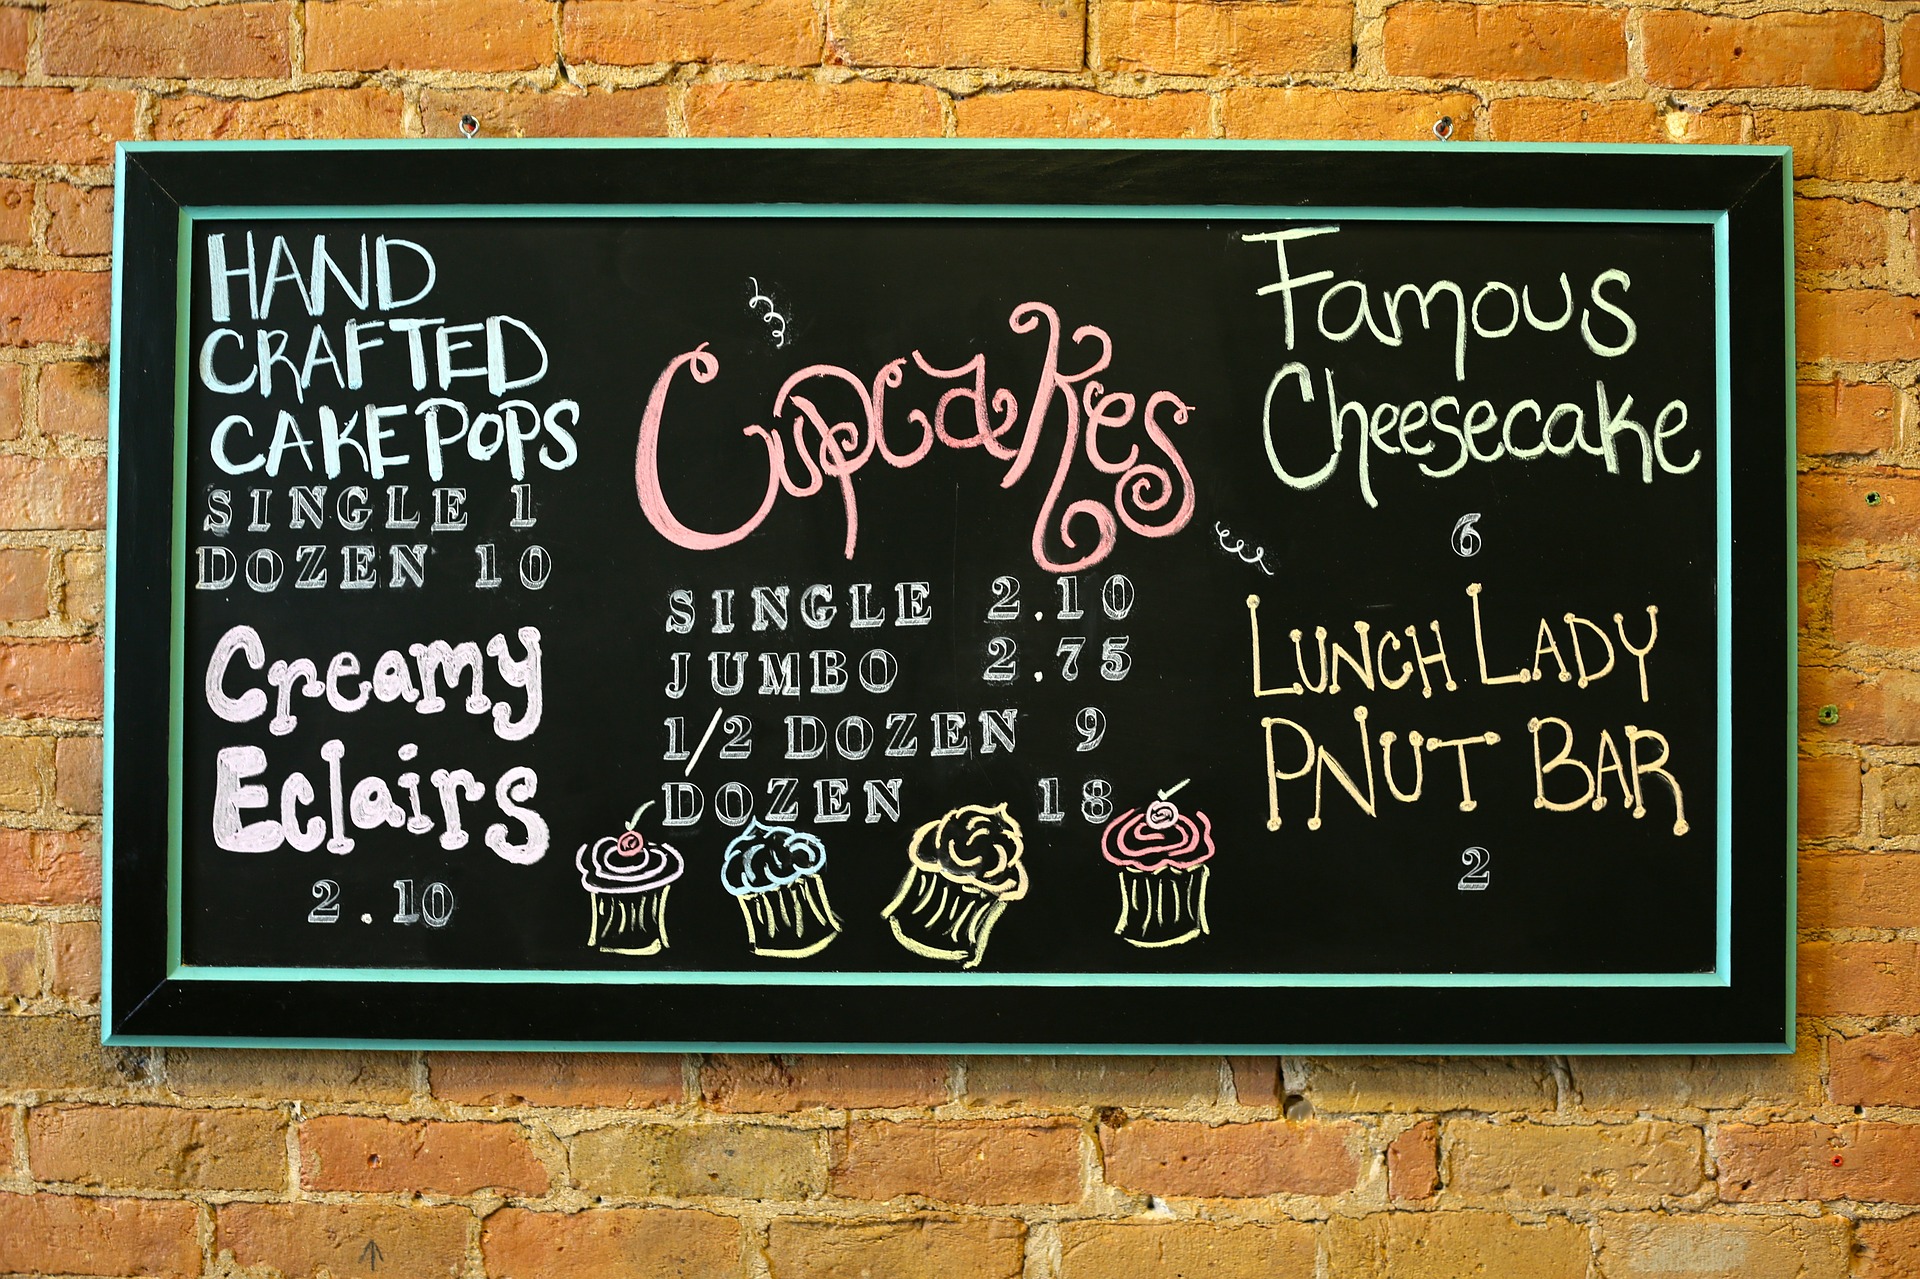 HAND
CRAFTED
CAKE POPS
SINGLE 1
DOZEN 10
Creamy
Eclairs
2.10
Cupcakes
SINGLE 2.10
JUMBO 2.75
1/2 DOZEN 9
DOZEN 18
Famous
Cheesecake
6
LUNCH LADY
PNUT BAR
2